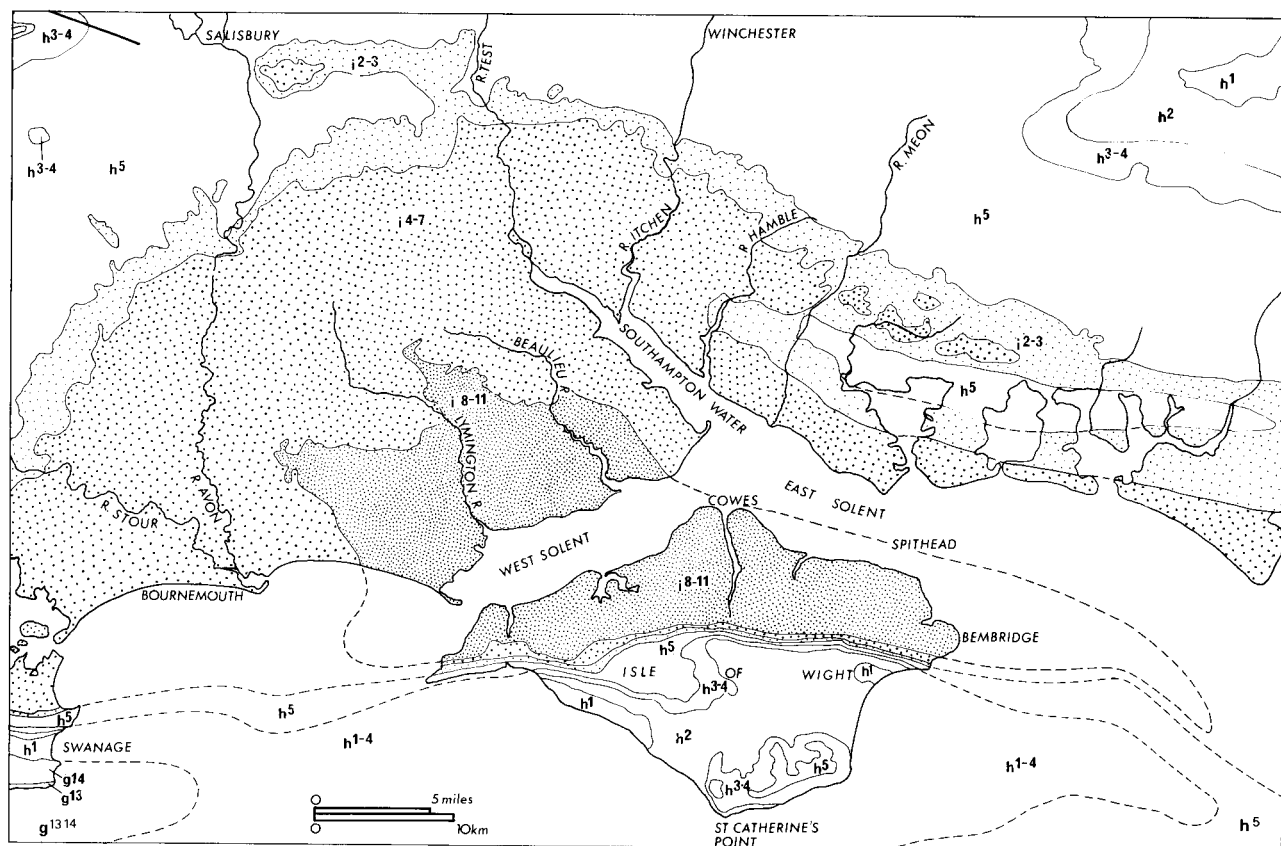 h3-4
SALISBURY
R.TEST
WINCHESTER
i2-3
h1
h2
h3-4
R. MEON
h3-4
h5
h5
i4-7
R. ITCHEN
R. HAMBLE
SOUTHAMPTON WATER
BEAULIEU R.
i2-3
h5
i8-11
LYMINGTON R.
R. AVON
R. STOUR
EAST SOLENT
COWES
SPITHEAD
WEST SOLENT
BOURNEMOUTH
i8-11
BEMBRIDGE
h5
ISLE OF WIGHT
h3-4
h1
h5
h5
h1
h1
h2
h1-4
h1-4
SWANAGE
g14
g13
h5
h3-4
g13 14
O 5 miles
O 10km
ST CATHERINE'S
POINT
h5